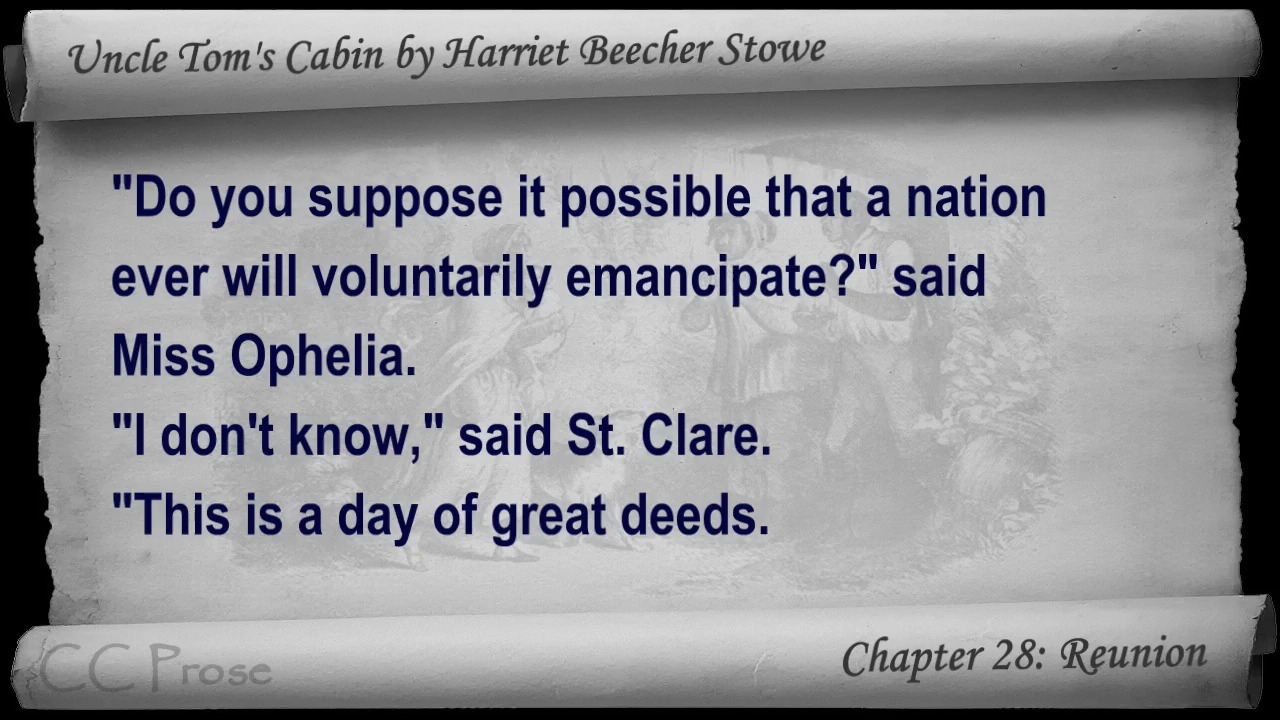 Uncle Tom's Cabin by Harriet Beecher Stowe
"Do you suppose it possible that a nation
ever will voluntarily emancipate?" said
Miss Ophelia.
"I don't know," said St. Clare.
"This is a day of great deeds.
CC Prose
Chapter 28: Reunion